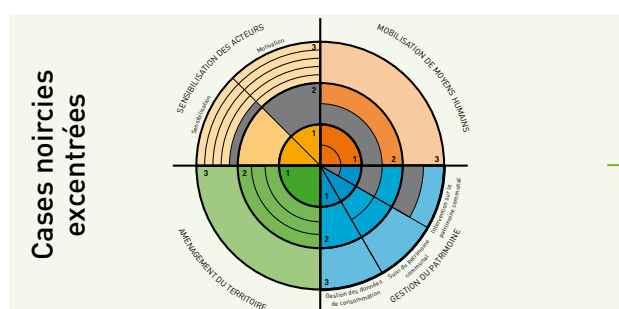 Cases noircies
excentrées
SENSIBILISATION DES ACTEURS
Sensibilisation
Motivation
3
2
1
MOBILISATION DE MOYENS HUMAINS
1
2
3
3
2
1
AMENAGEMENT DU TERRITOIRE
1
2
3
Intervention sur le
patrimoine communal
Suivi du patrimoine
communal
Gestion des données
de consommation
GESTION DU PATRIMOINE